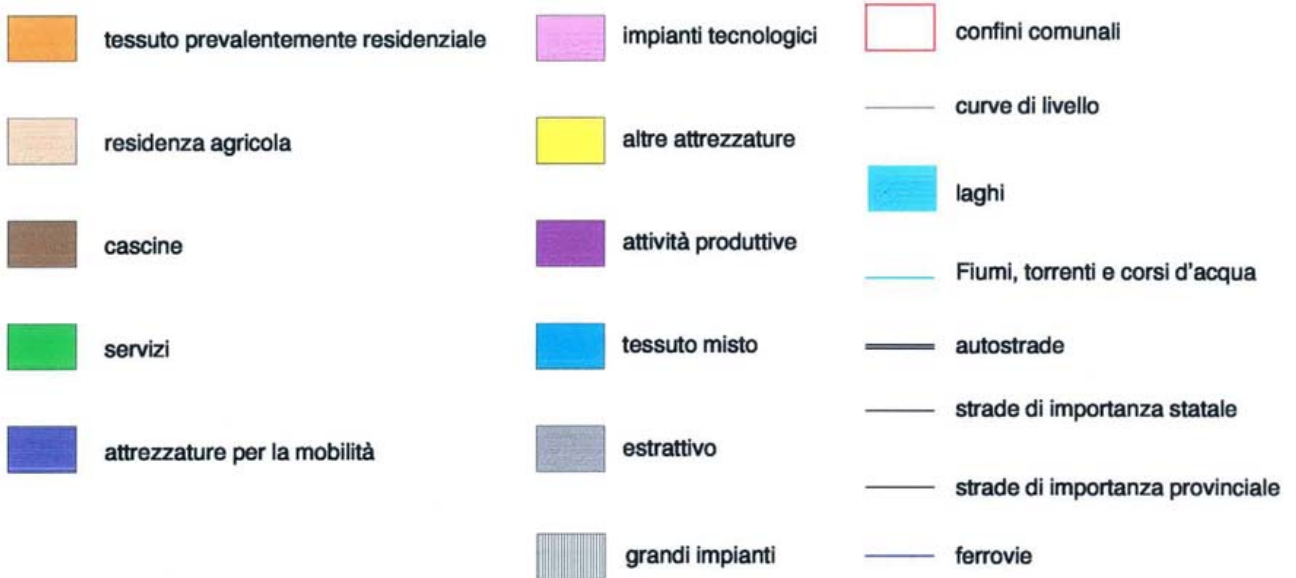 tessuto prevalentemente residenziale
residenza agricola
cascine
servizi
attrezzature per la mobilità
impianti tecnologici
altre attrezzature
attività produttive
tessuto misto
estrattivo
grandi impianti
confini comunali
curve di livello
laghi
Fiumi, torrenti e corsi d'acqua
autostrade
strade di importanza statale
strade di importanza provinciale
ferrovie